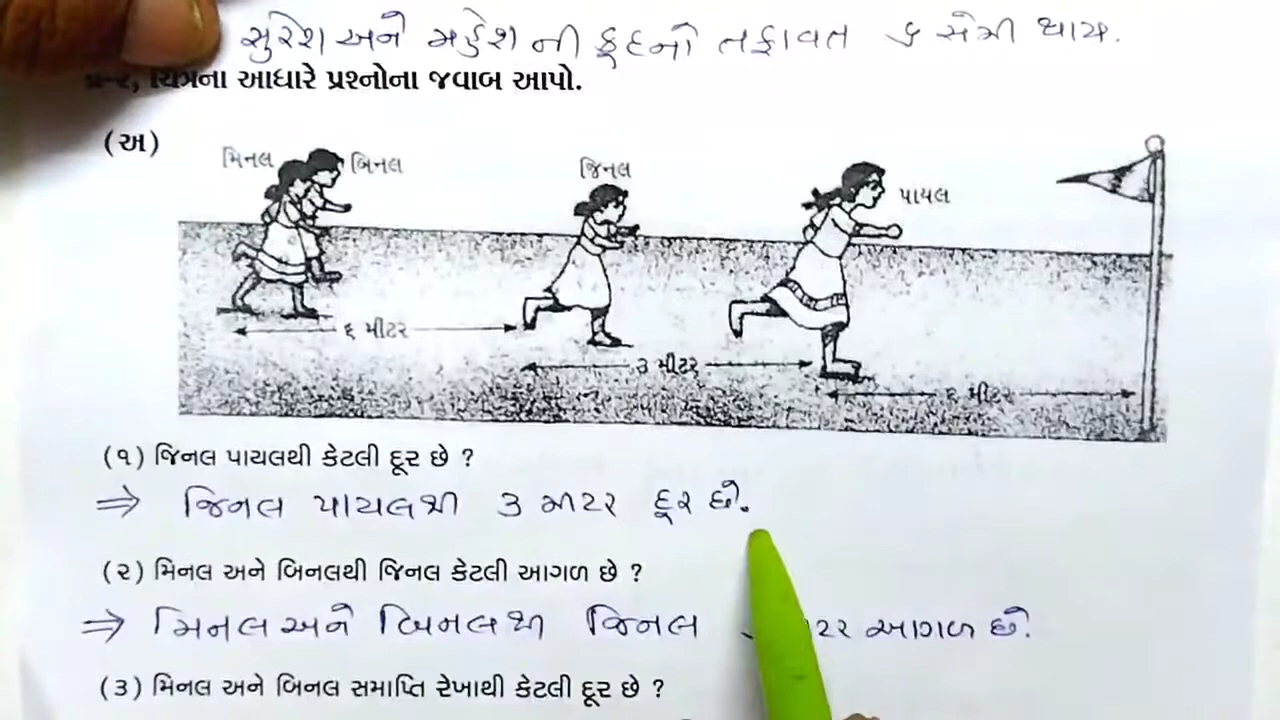 સુરેશ અને મહેશ ની કૂદનો તફાવત ૬ સેમી થાય.
ચિત્રના આધારે પ્રશ્નોના જવાબ આપો.
(અ)
મિનલ બિનલ જિનલ પાયલ
૬ મીટર
૩ મીટર
૬ મીટર
(૧) જિનલ પાયલથી કેટલી દૂર છે ?
⇒ જિનલ પાયલથી ૩ મીટર દૂર છે.
(૨) મિનલ અને બિનલથી જિનલ કેટલી આગળ છે ?
⇒ મિનલ અને બિનલથી જિનલ આગળ છે.
(૩) મિનલ અને બિનલ સમાપ્તિ રેખાથી કેટલી દૂર છે ?